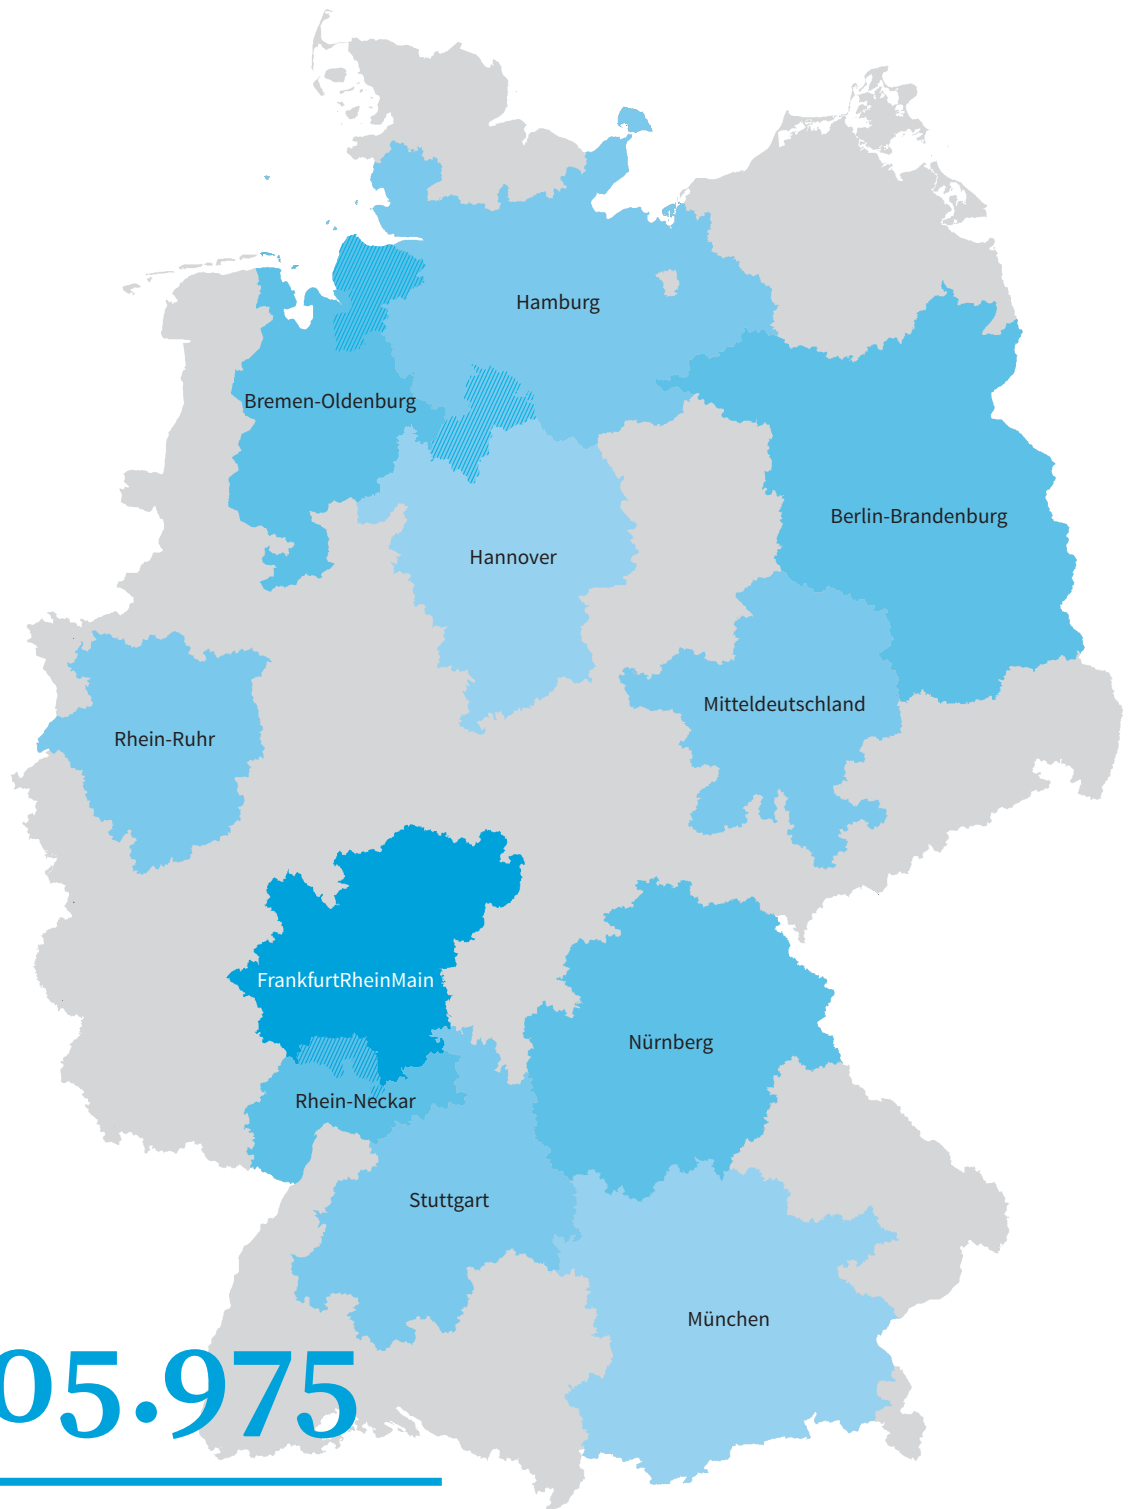 Hamburg
Bremen-Oldenburg
Berlin-Brandenburg
Hannover
Mitteldeutschland
Rhein-Ruhr
FrankfurtRheinMain
Nürnberg
Rhein-Neckar
Stuttgart
München
05.975